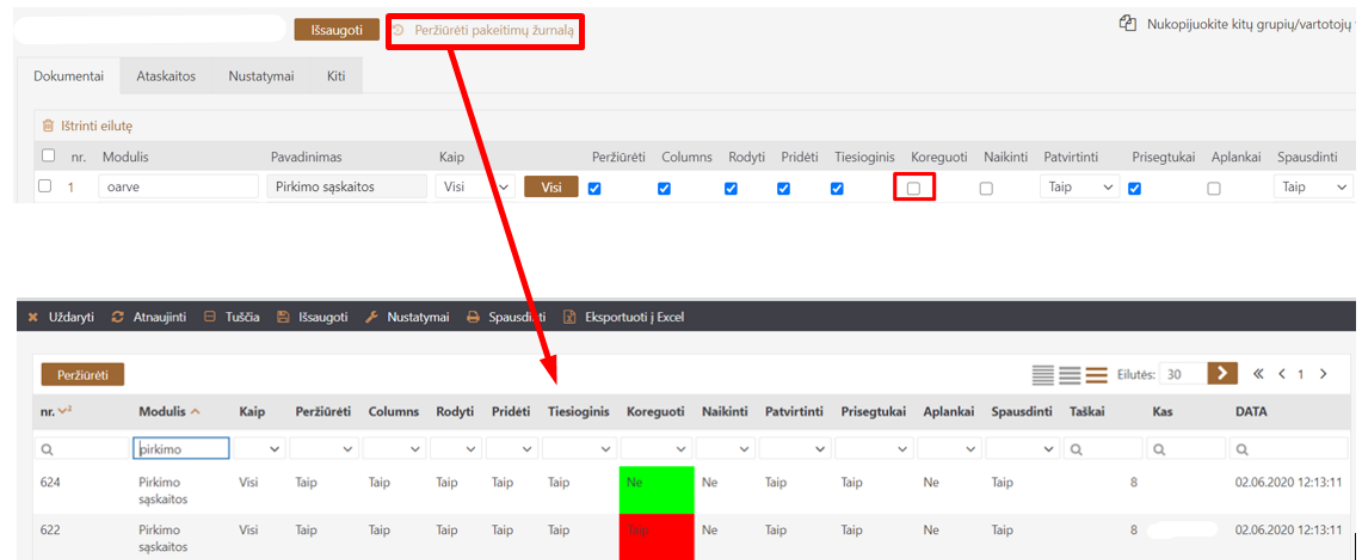 Išsaugoti Peržiūrėti pakeitimų žurnalą Nukopijuokite kitų grupių/vartotojų
Dokumentai Ataskaitos Nustatymai Kiti
Ištrinti eilutę
nr. Modulis Pavadinimas Kaip Peržiūrėti Columns Rodyti Pridėti Tiesioginis Koreguoti Naikinti Patvirtinti Prisegtukai Aplankai Spausdinti
1 oarve Pirkimo sąskaitos Visi Visi Taip Taip
Uždaryti Atnaujinti Tuščia Išsaugoti Nustatymai Spausdinti Eksportuoti į Excel
Peržiūrėti Eilutės: 30 1
nr. 2 Modulis Kaip Peržiūrėti Columns Rodyti Pridėti Tiesioginis Koreguoti Naikinti Patvirtinti Prisegtukai Aplankai Spausdinti Taškai Kas DATA
pirkimo
624 Pirkimo sąskaitos Visi Taip Taip Taip Taip Taip Ne Ne Taip Taip Ne Taip 8 02.06.2020 12:13:11
622 Pirkimo sąskaitos Visi Taip Taip Taip Taip Taip Taip Ne Taip Taip Ne Taip 8 02.06.2020 12:13:11